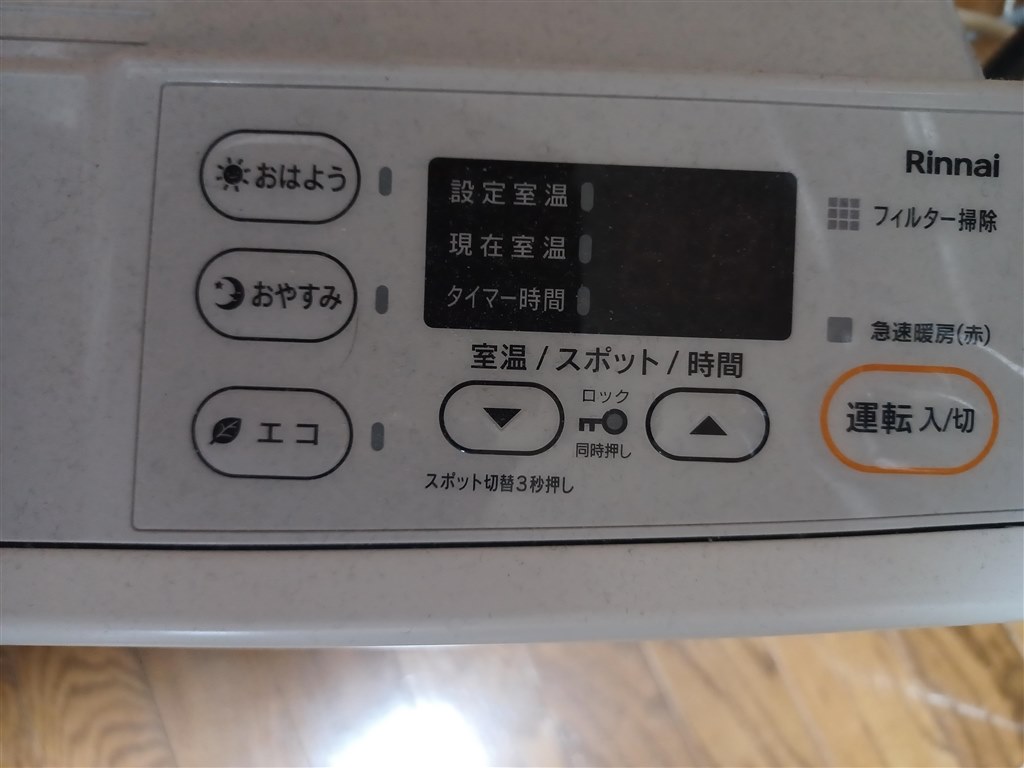 Rinnai
おはよう
おやすみ
エコ
設定室温
現在室温
タイマー時間
室温/スポット/時間
ロック
同時押し
スポット切替3秒押し
フィルター掃除
急速暖房(赤)
運転 入/切